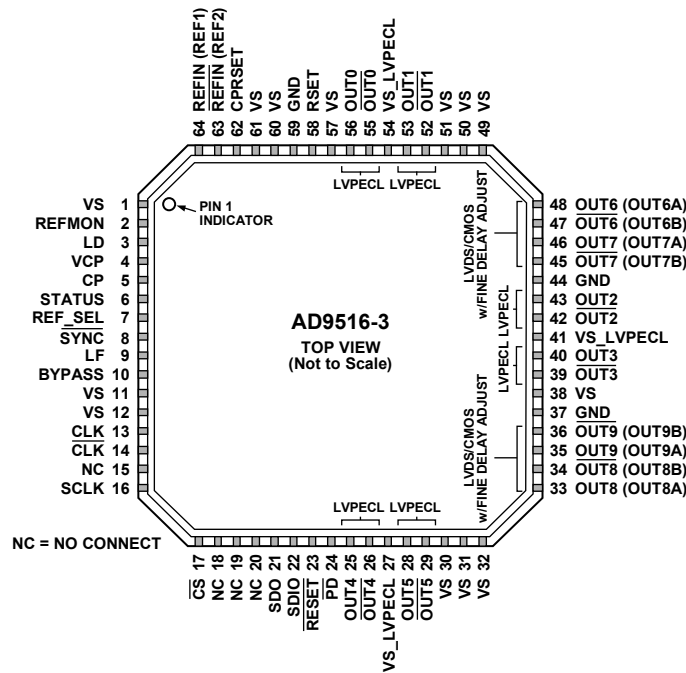 64 REFIN (REF1)
63 REFIN (REF2)
62 CPRSET
61 VS
60 VS
59 GND
58 RSET
57 VS
56 OUT0
55 OUT0
54 VS_LVPECL
53 OUT1
52 OUT1
51 VS
50 VS
49 VS
LVPECL LVPECL
VS 1
REFMON 2
LD 3
VCP 4
CP 5
STATUS 6
REF_SEL 7
SYNC 8
LF 9
BYPASS 10
VS 11
VS 12
CLK 13
CLK 14
NC 15
SCLK 16
PIN 1
INDICATOR
AD9516-3
TOP VIEW
(Not to Scale)
LVDS/CMOS
w/FINE DELAY ADJUST
LVPECL
LVPECL
LVDS/CMOS
w/FINE DELAY ADJUST
48 OUT6 (OUT6A)
47 OUT6 (OUT6B)
46 OUT7 (OUT7A)
45 OUT7 (OUT7B)
44 GND
43 OUT2
42 OUT2
41 VS_LVPECL
40 OUT3
39 OUT3
38 VS
37 GND
36 OUT9 (OUT9B)
35 OUT9 (OUT9A)
34 OUT8 (OUT8B)
33 OUT8 (OUT8A)
LVPECL LVPECL
NC = NO CONNECT
CS 17
NC 18
NC 19
NC 20
SDO 21
SDIO 22
RESET 23
PD 24
OUT4 25
OUT4 26
VS_LVPECL 27
OUT5 28
OUT5 29
VS 30
VS 31
VS 32